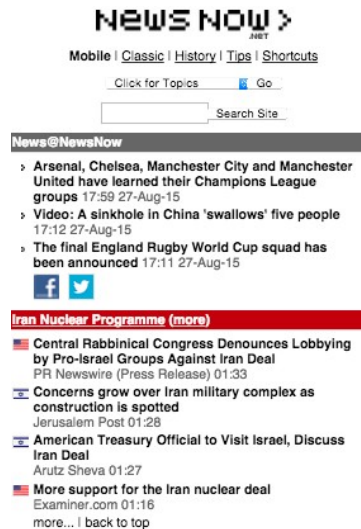 News Now >
.NET
Mobile | Classic | History | Tips | Shortcuts
Click for Topics Go
Search Site
News@NewsNow
› Arsenal, Chelsea, Manchester City and Manchester
United have learned their Champions League
groups 17:59 27-Aug-15
› Video: A sinkhole in China 'swallows' five people
17:12 27-Aug-15
› The final England Rugby World Cup squad has
been announced 17:11 27-Aug-15
Iran Nuclear Programme (more)
Central Rabbinical Congress Denounces Lobbying
by Pro-Israel Groups Against Iran Deal
PR Newswire (Press Release) 01:33
Concerns grow over Iran military complex as
construction is spotted
Jerusalem Post 01:28
American Treasury Official to Visit Israel, Discuss
Iran Deal
Arutz Sheva 01:27
More support for the Iran nuclear deal
Examiner.com 01:16
more... | back to top